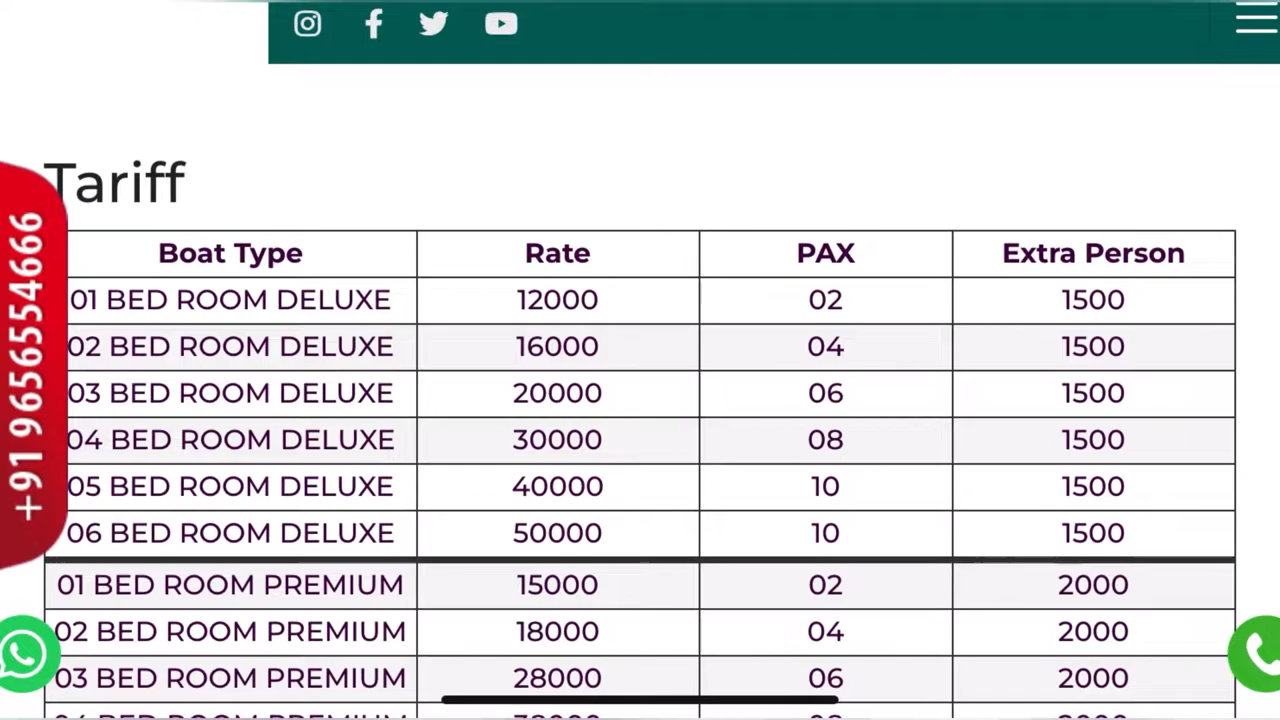 Tariff
Boat Type Rate PAX Extra Person
01 BED ROOM DELUXE 12000 02 1500
02 BED ROOM DELUXE 16000 04 1500
03 BED ROOM DELUXE 20000 06 1500
04 BED ROOM DELUXE 30000 08 1500
05 BED ROOM DELUXE 40000 10 1500
06 BED ROOM DELUXE 50000 10 1500
01 BED ROOM PREMIUM 15000 02 2000
02 BED ROOM PREMIUM 18000 04 2000
03 BED ROOM PREMIUM 28000 06 2000
+91 9656554666